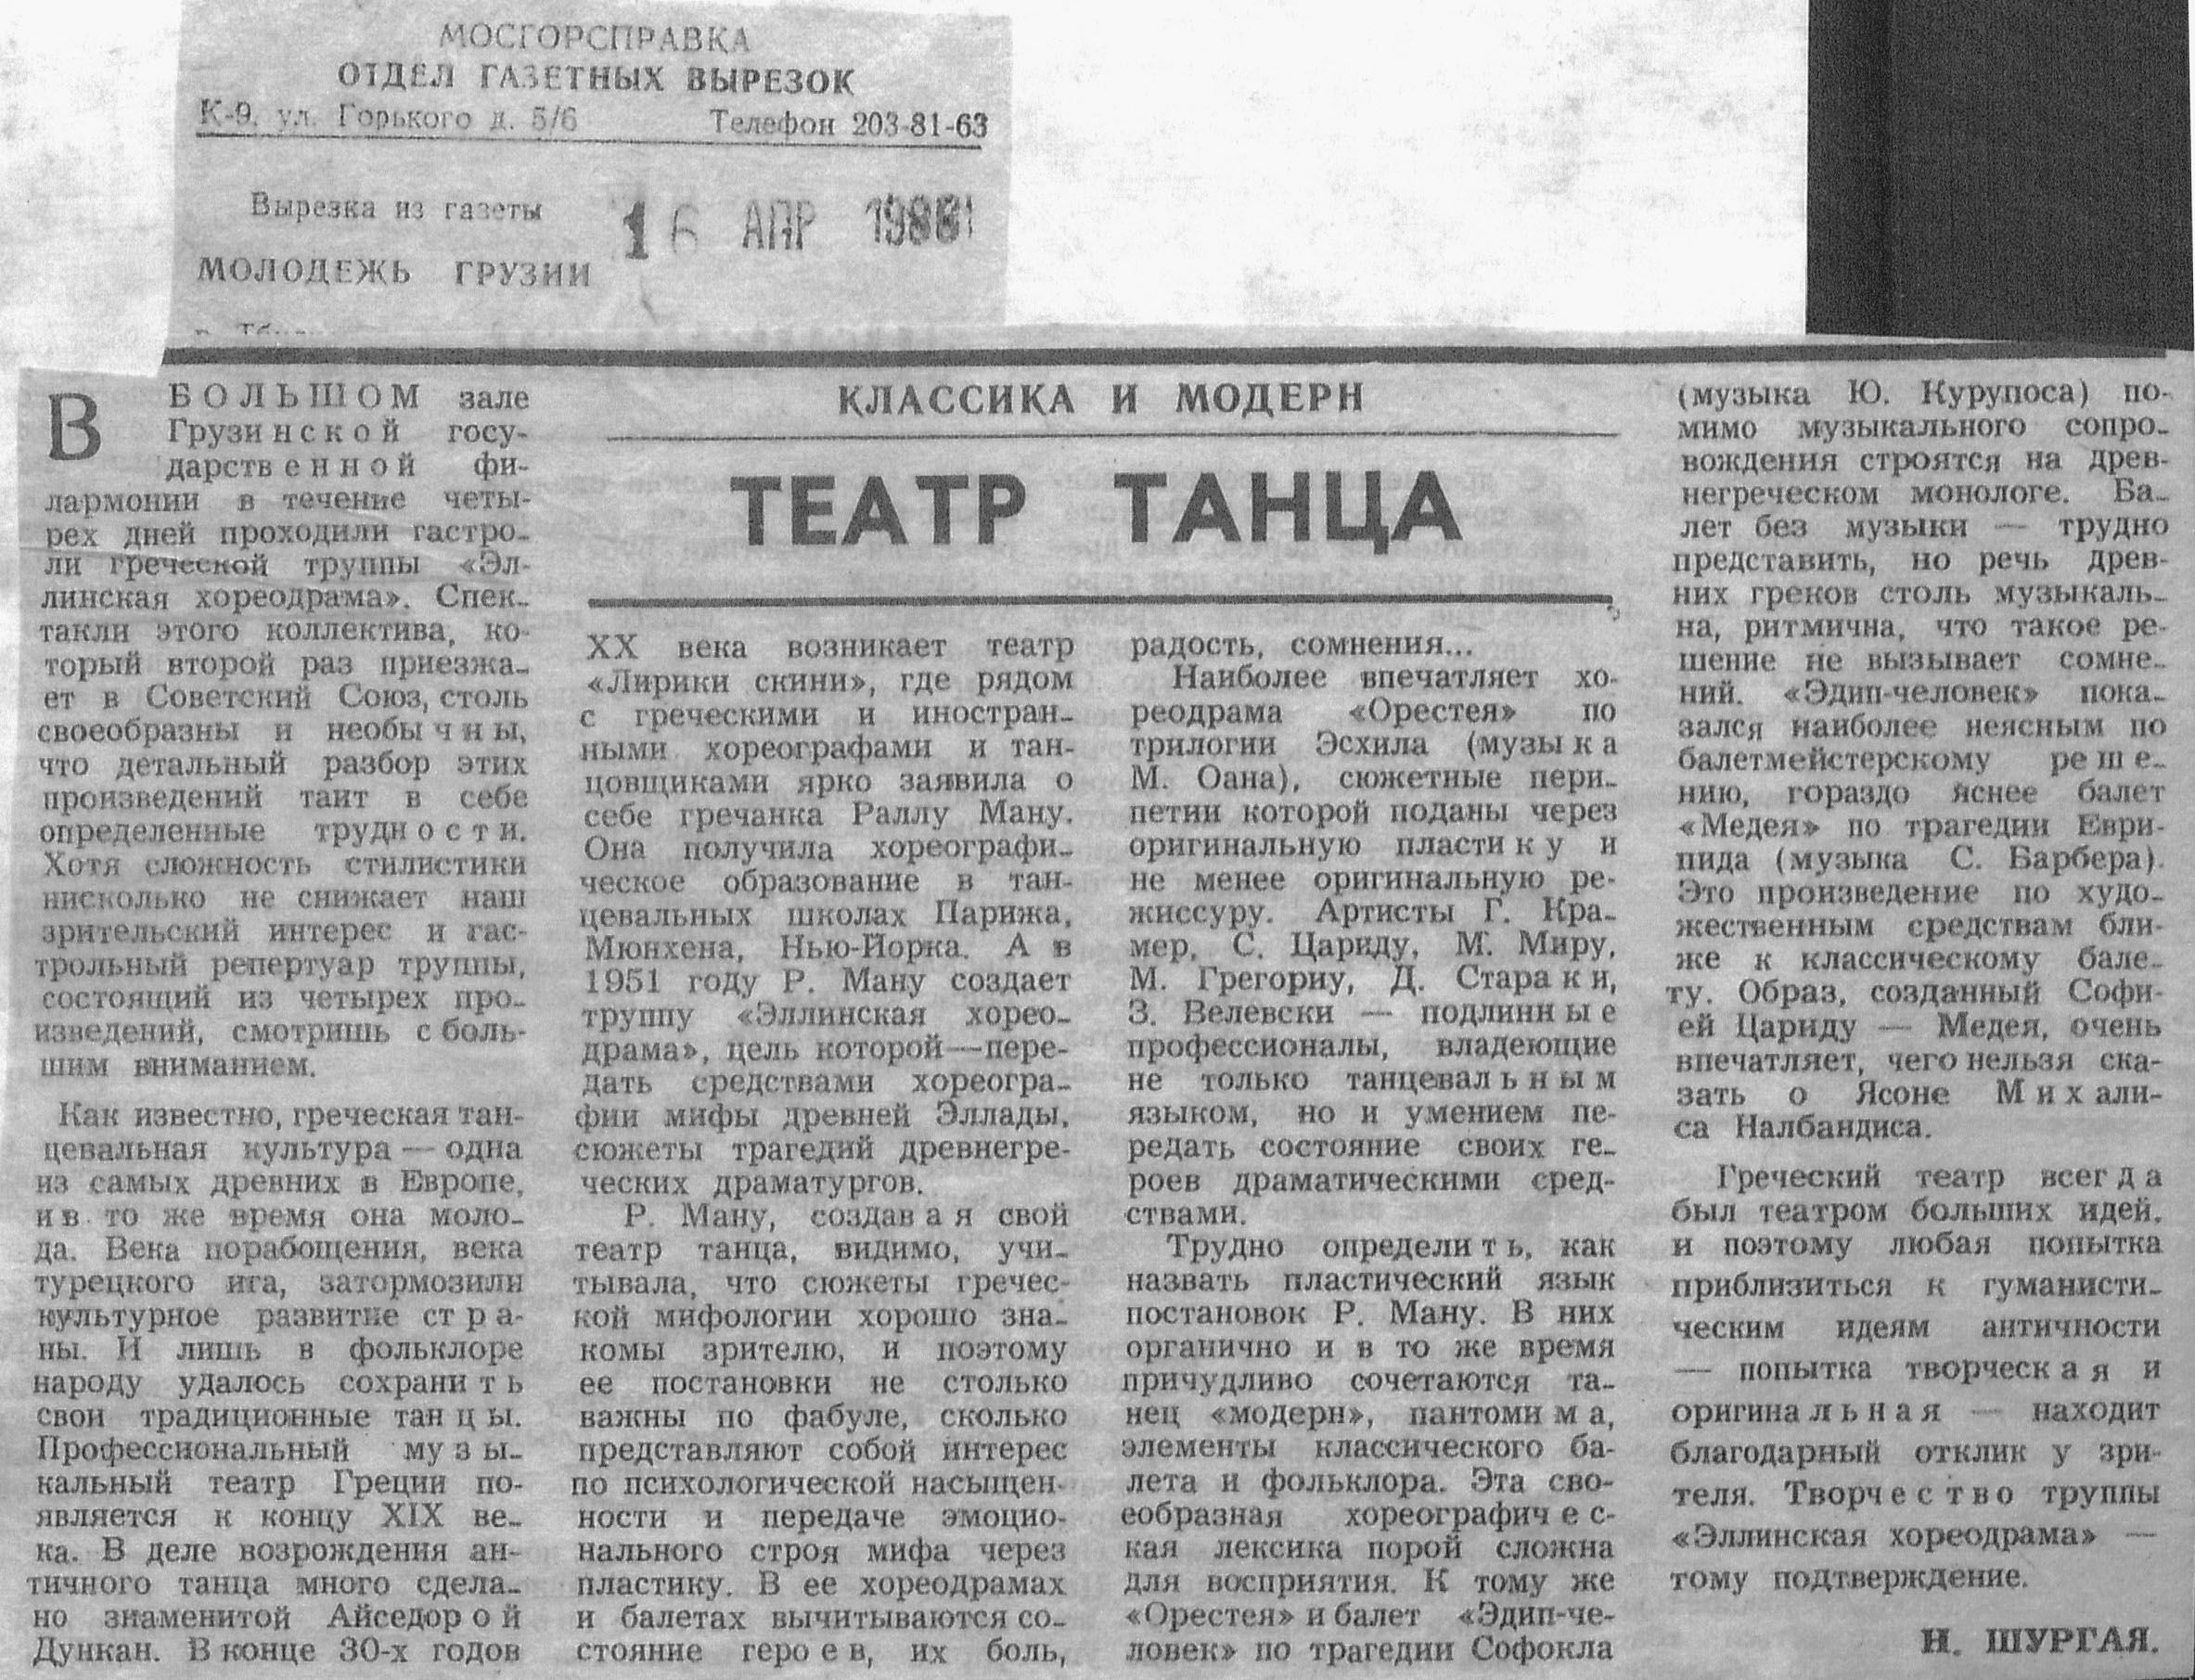 МОСГОРСПРАВКА
ОТДЕЛ ГАЗЕТНЫХ ВЫРЕЗОК
К-9, ул. Горького д. 5/6 Телефон 203-81-63
Вырезка из газеты
16 АПР
МОЛОДЕЖЬ ГРУЗИИ
В БОЛЬШОМ зале
Грузинской госу-
дарственной фи-
лармонии в течение четы-
рех дней проходили гастро-
ли греческой труппы «Эл-
линская хореодрама». Спек-
такли этого коллектива, ко-
торый второй раз приезжа-
ет в Советский Союз, столь
своеобразны и необычны,
что детальный разбор этих
произведений таит в себе
определенные трудности.
Хотя сложность стилистики
нисколько не снижает наш
зрительский интерес и гас-
трольный репертуар труппы,
состоящий из четырех про-
изведений, смотришь с боль-
шим вниманием.
Как известно, греческая тан-
цевальная культура — одна
из самых древних в Европе,
и в то же время она моло-
да. Века порабощения, века
турецкого ига, затормозили
культурное развитие стра-
ны. И лишь в фольклоре
народу удалось сохранить
свои традиционные танцы.
Профессиональный музы-
кальный театр Греции по-
является к концу XIX ве-
ка. В деле возрождения ан-
тичного танца много сдела-
но знаменитой Айседорой
Дункан. В конце 30-х годов
КЛАССИКА И МОДЕРН
ТЕАТР ТАНЦА
XX века возникает театр
«Лирики скини», где рядом
с греческими и иностран-
ными хореографами и тан-
цовщиками ярко заявила о
себе гречанка Раллу Ману.
Она получила хореографи-
ческое образование в тан-
цевальных школах Парижа,
Мюнхена, Нью-Йорка. А в
1951 году Р. Ману создает
труппу «Эллинская хорео-
драма», цель которой — пере-
дать средствами хореогра-
фии мифы древней Эллады,
сюжеты трагедий древнегре-
ческих драматургов.
Р. Ману, создавая свой
театр танца, видимо, учи-
тывала, что сюжеты гречес-
кой мифологии хорошо зна-
комы зрителю, и поэтому
ее постановки не столько
важны по фабуле, сколько
представляют собой интерес
по психологической насыщен-
ности и передаче эмоцио-
нального строя мифа через
пластику. В ее хореодрамах
и балетах вычитываются со-
стояние героев, их боль,
радость, сомнения...
Наиболее впечатляет хо-
реодрама «Орестея» по
трилогии Эсхила (музыка
М. Оана), сюжетные пери-
петии которой поданы через
оригинальную пластику и
не менее оригинальную ре-
жиссуру. Артисты Г. Кра-
мер, С. Цариду, М. Миру,
М. Грегориу, Д. Стараки,
З. Велевски — подлинные
профессионалы, владеющие
не только танцевальным
языком, но и умением пе-
редать состояние своих ге-
роев драматическими сред-
ствами.
Трудно определить, как
назвать пластический язык
постановок Р. Ману. В них
органично и в то же время
причудливо сочетаются та-
нец «модерн», пантомима,
элементы классического ба-
лета и фольклора. Эта сво-
еобразная хореографичес-
кая лексика порой сложна
для восприятия. К тому же
«Орестея» и балет «Эдип-че-
ловек» по трагедии Софокла
(музыка Ю. Курупоса) по-
мимо музыкального сопро-
вождения строятся на древ-
негреческом монологе. Ба-
лет без музыки — трудно
представить, но речь древ-
них греков столь музыкаль-
на, ритмична, что такое ре-
шение не вызывает сомне-
ний. «Эдип-человек» пока-
зался наиболее неясным по
балетмейстерскому реше-
нию, гораздо яснее балет
«Медея» по трагедии Еври-
пида (музыка С. Барбера).
Это произведение по худо-
жественным средствам бли-
же к классическому бале-
ту. Образ, созданный Софи-
ей Цариду — Медея, очень
впечатляет, чего нельзя ска-
зать о Ясоне Михали-
са Налбандиса.
Греческий театр всегда
был театром больших идей,
и поэтому любая попытка
приблизиться к гуманисти-
ческим идеям античности
— попытка творческая и
оригинальная — находит
благодарный отклик у зри-
теля. Творчество труппы
«Эллинская хореодрама» —
тому подтверждение.
Н. ШУРГАЯ.